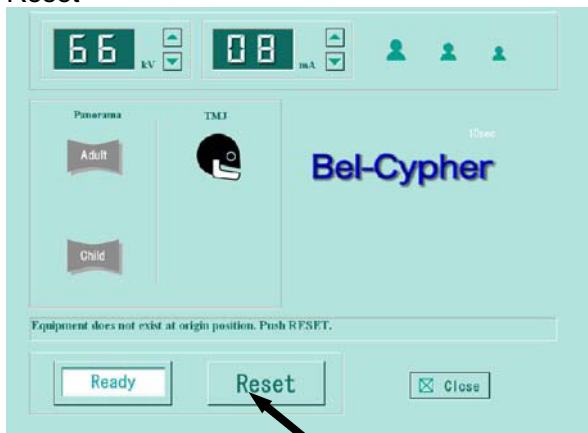 Reset
66 kV 08 mA
Panorama TMJ
10sec
Adult
Bel-Cypher
Child
Equipment does not exist at origin position. Push RESET.
Ready Reset Close